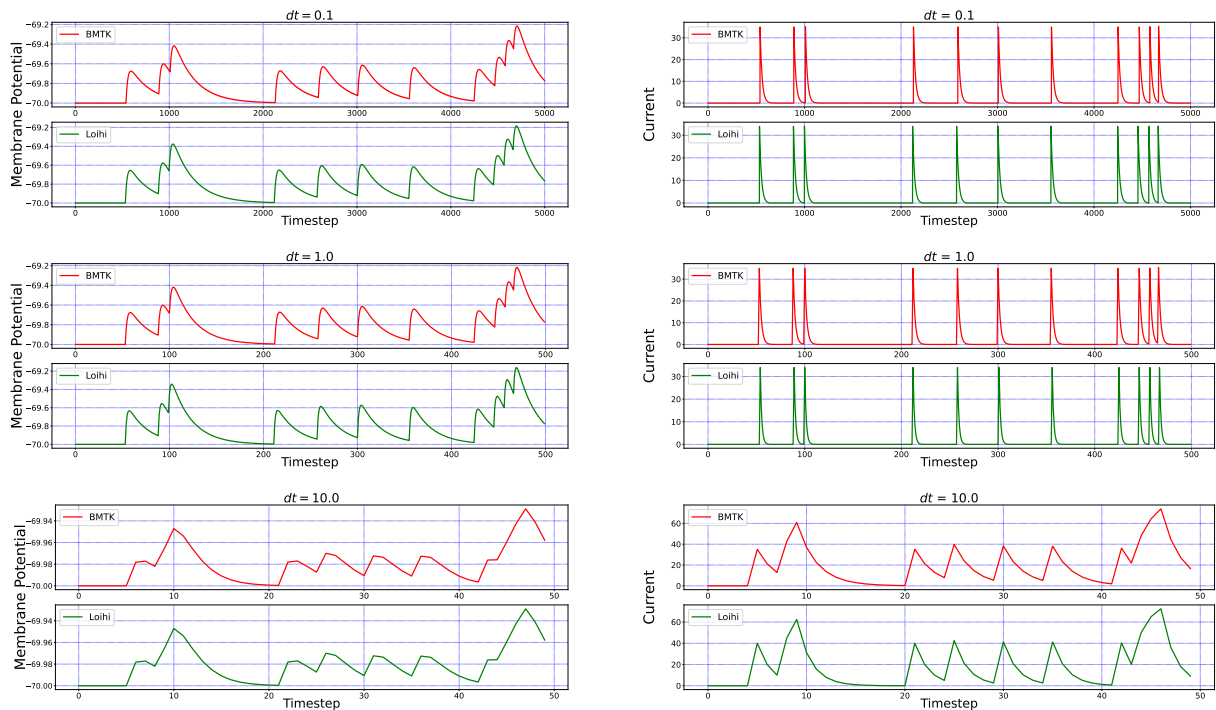 dt = 0.1
Membrane Potential
−69.2
−69.4
−69.6
−69.8
−70.0
BMTK
0 1000 2000 3000 4000 5000
−69.2
−69.4
−69.6
−69.8
−70.0
Loihi
0 1000 2000 3000 4000 5000
Timestep
dt = 0.1
Current
30
20
10
0
BMTK
0 1000 2000 3000 4000 5000
30
20
10
0
Loihi
0 1000 2000 3000 4000 5000
Timestep
dt = 1.0
Membrane Potential
−69.2
−69.4
−69.6
−69.8
−70.0
BMTK
0 100 200 300 400 500
−69.2
−69.4
−69.6
−69.8
−70.0
Loihi
0 100 200 300 400 500
Timestep
dt = 1.0
Current
30
20
10
0
BMTK
0 100 200 300 400 500
30
20
10
0
Loihi
0 100 200 300 400 500
Timestep
dt = 10.0
Membrane Potential
−69.94
−69.96
−69.98
−70.00
BMTK
0 10 20 30 40 50
−69.94
−69.96
−69.98
−70.00
Loihi
0 10 20 30 40 50
Timestep
dt = 10.0
Current
60
40
20
0
BMTK
0 10 20 30 40 50
60
40
20
0
Loihi
0 10 20 30 40 50
Timestep